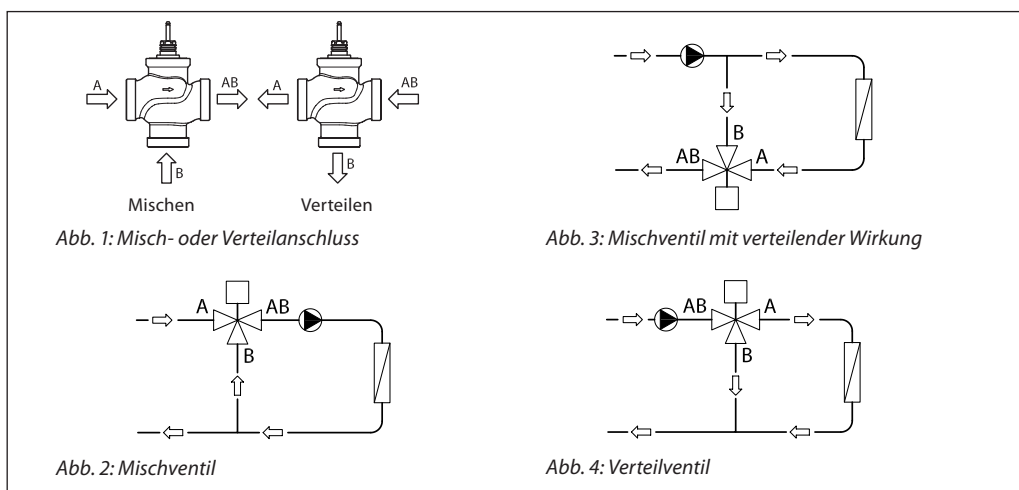 A
AB
A
AB
B
B
Mischen
Verteilen
Abb. 1: Misch- oder Verteilanschluss
B
AB
A
Abb. 3: Mischventil mit verteilender Wirkung
A
AB
B
Abb. 2: Mischventil
AB
A
B
Abb. 4: Verteilventil